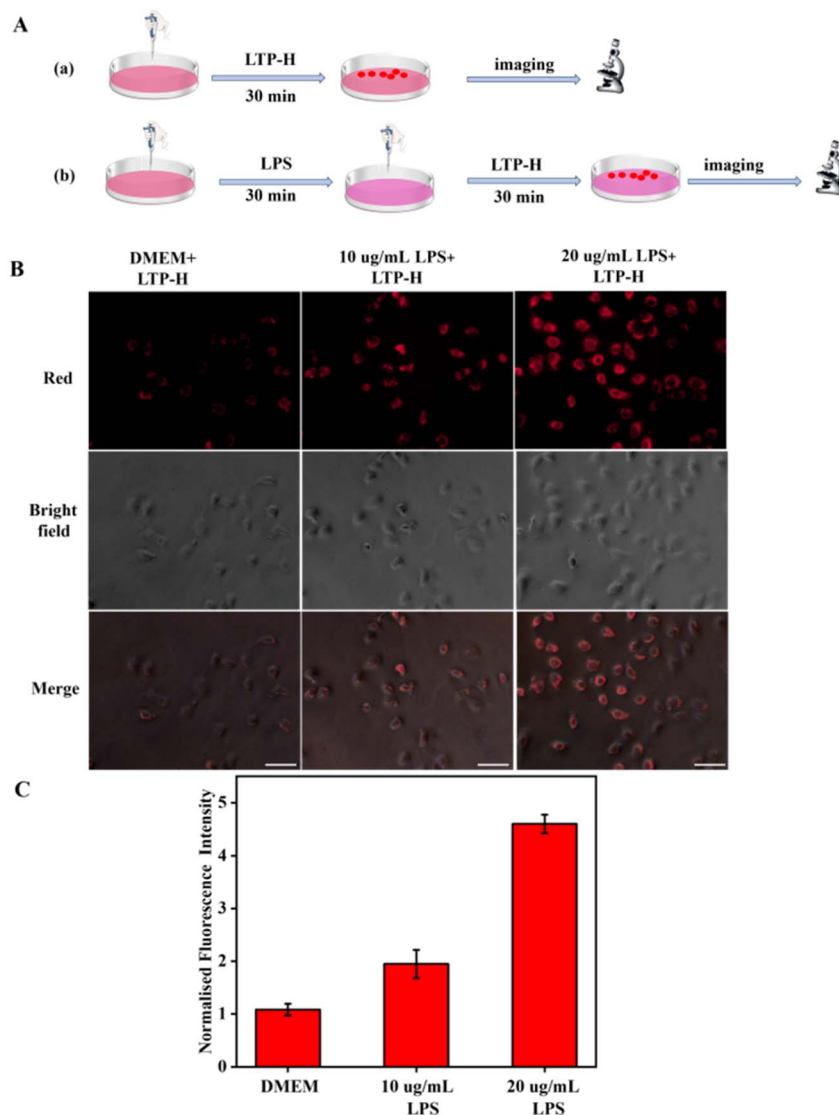 A
(a)
LTP-H
30 min
imaging
(b)
LPS
30 min
LTP-H
30 min
imaging
B
DMEM+
LTP-H
10 ug/mL LPS+
LTP-H
20 ug/mL LPS+
LTP-H
Red
Bright
field
Merge
C
Normalised Fluorescence Intensity
5
4
3
2
1
0
DMEM
10 ug/mL
LPS
20 ug/mL
LPS